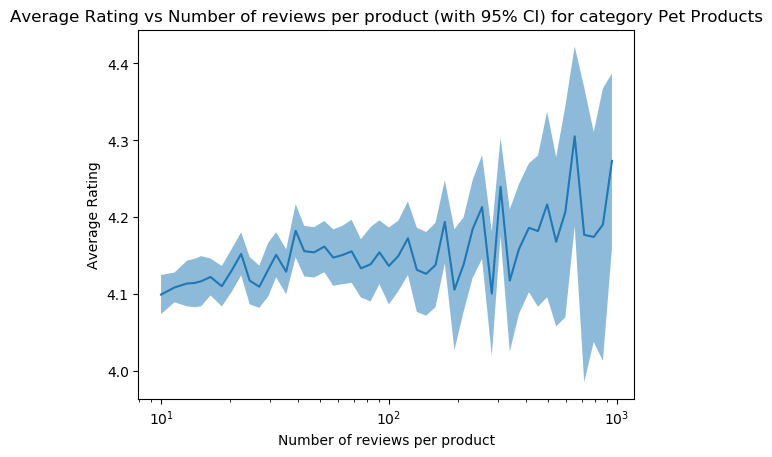 Average Rating vs Number of reviews per product (with 95% CI) for category Pet Products
4.4
4.3
4.2
4.1
4.0
Average Rating
10¹
10²
10³
Number of reviews per product